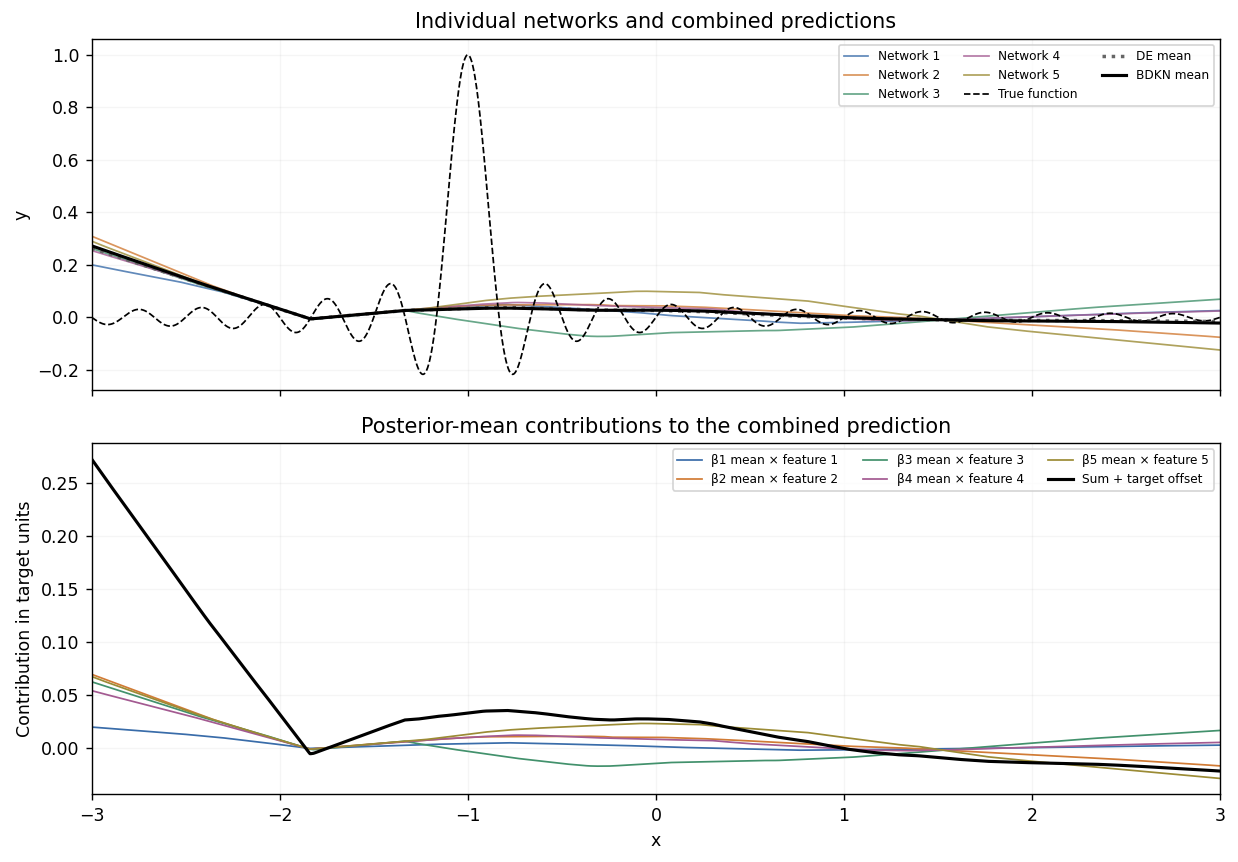 Individual networks and combined predictions
1.0
0.8
0.6
0.4
0.2
0.0
−0.2
y
Network 1
Network 2
Network 3
Network 4
Network 5
True function
DE mean
BDKN mean
Posterior-mean contributions to the combined prediction
0.25
0.20
0.15
0.10
0.05
0.00
Contribution in target units
β1 mean × feature 1
β2 mean × feature 2
β3 mean × feature 3
β4 mean × feature 4
β5 mean × feature 5
Sum + target offset
−3 −2 −1 0 1 2 3
x